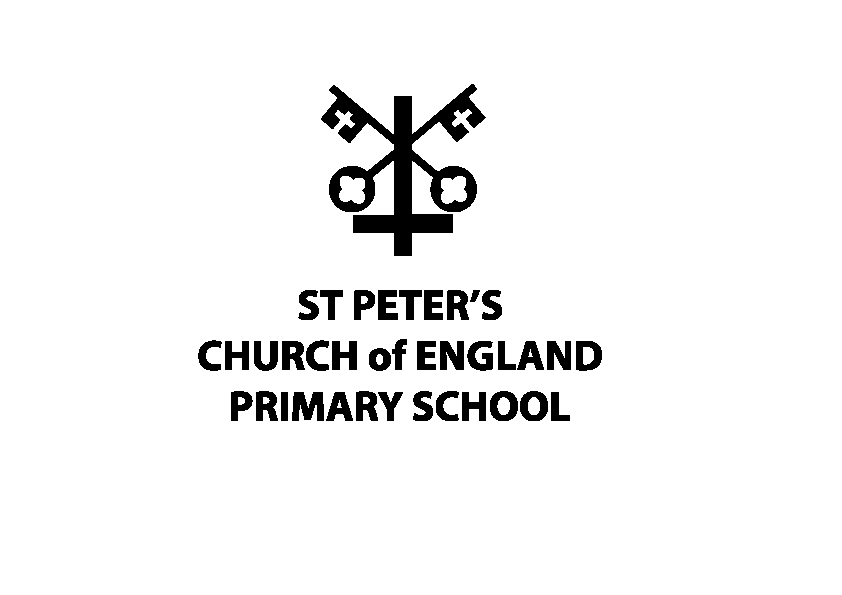 ST PETER’S
CHURCH of ENGLAND
PRIMARY SCHOOL